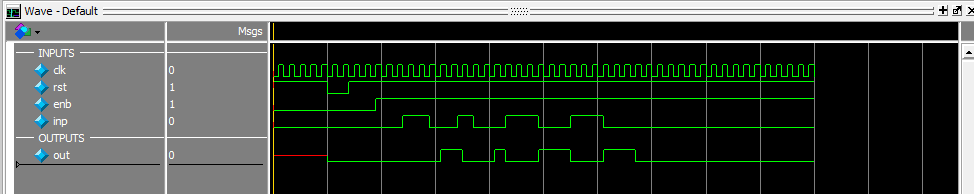 Wave - Default
Msgs
INPUTS
clk 0
rst 1
enb 1
inp 0
OUTPUTS
out 0